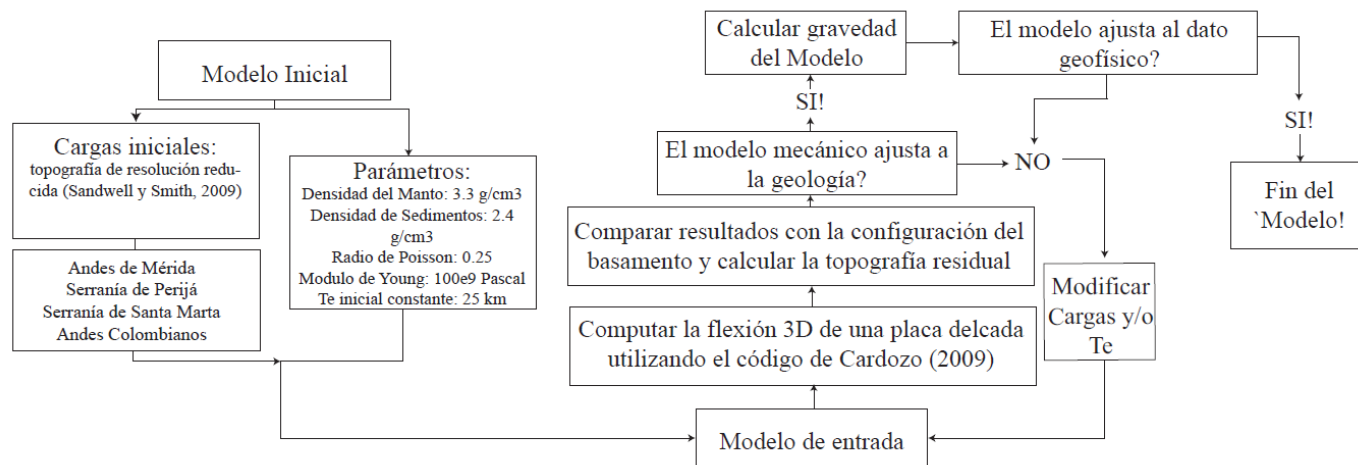 Modelo Inicial
Cargas iniciales:
topografía de resolución redu-
cida (Sandwell y Smith, 2009)
Andes de Mérida
Serranía de Perijá
Serranía de Santa Marta
Andes Colombianos
Parámetros:
Densidad del Manto: 3.3 g/cm3
Densidad de Sedimentos: 2.4
g/cm3
Radio de Poisson: 0.25
Modulo de Young: 100e9 Pascal
Te inicial constante: 25 km
Modelo de entrada
Computar la flexión 3D de una placa delcada
utilizando el código de Cardozo (2009)
Comparar resultados con la configuración del
basamento y calcular la topografía residual
El modelo mecánico ajusta a
la geología?
SI!
Calcular gravedad
del Modelo
El modelo ajusta al dato
geofísico?
NO
Modificar
Cargas y/o
Te
SI!
Fin del
`Modelo!